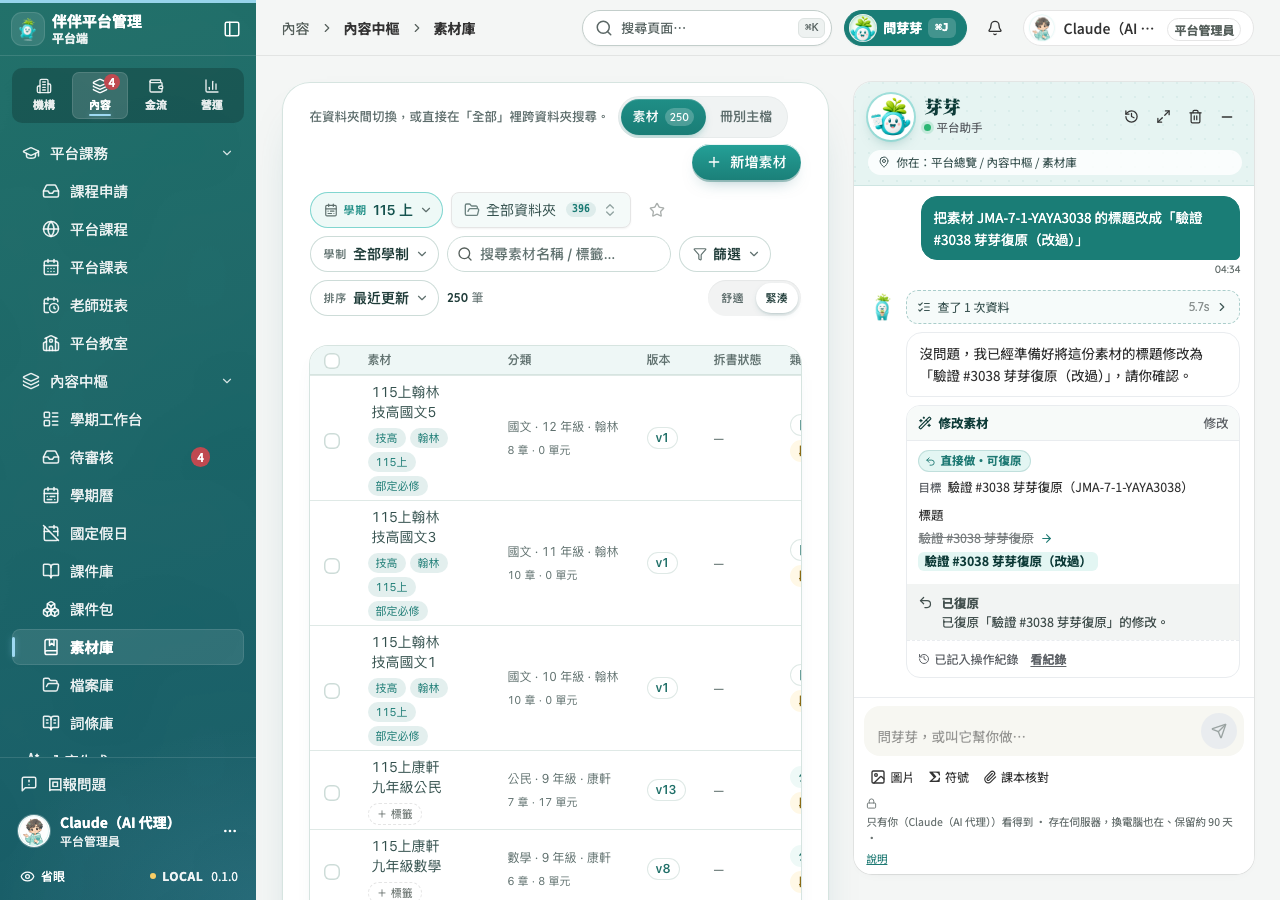 伴伴平台管理
平台端
機構
內容
4
金流
營運
平台課務
課程申請
平台課程
平台課表
老師班表
平台教室
內容中樞
學期工作台
待審核
4
學期曆
國定假日
課件庫
課件包
素材庫
檔案庫
詞條庫
回報問題
Claude（AI 代理）
平台管理員
省眼
LOCAL 0.1.0
內容
內容中樞
素材庫
搜尋頁面…
⌘K
問芽芽
⌘J
Claude（AI …
平台管理員
在資料夾間切換，或直接在「全部」裡跨資料夾搜尋。
素材 250
冊別主檔
新增素材
學期 115 上
全部資料夾 396
學制 全部學制
搜尋素材名稱 / 標籤...
篩選
排序 最近更新
250 筆
舒適
緊湊
素材
分類
版本
拆書狀態
115上翰林
技高國文5
技高 翰林
115上
部定必修
國文 · 12 年級 · 翰林
8 章 · 0 單元
v1
—
115上翰林
技高國文3
技高 翰林
115上
部定必修
國文 · 11 年級 · 翰林
10 章 · 0 單元
v1
—
115上翰林
技高國文1
技高 翰林
115上
部定必修
國文 · 10 年級 · 翰林
10 章 · 0 單元
v1
—
115上康軒
九年級公民
+ 標籤
公民 · 9 年級 · 康軒
7 章 · 17 單元
v13
—
115上康軒
九年級數學
+ 標籤
數學 · 9 年級 · 康軒
6 章 · 8 單元
v8
—
芽芽
平台助手
你在：平台總覽 / 內容中樞 / 素材庫
把素材 JMA-7-1-YAYA3038 的標題改成「驗證
#3038 芽芽復原（改過）」
04:34
查了 1 次資料
5.7s
沒問題，我已經準備好將這份素材的標題修改為
「驗證 #3038 芽芽復原（改過）」，請你確認。
修改素材
修改
直接做・可復原
目標 驗證 #3038 芽芽復原（JMA-7-1-YAYA3038）
標題
驗證 #3038 芽芽復原 →
驗證 #3038 芽芽復原（改過）
已復原
已復原「驗證 #3038 芽芽復原」的修改。
已記入操作紀錄 看紀錄
問芽芽，或叫它幫你做…
圖片
符號
課本核對
只有你（Claude（AI 代理））看得到 ・ 存在伺服器，換電腦也在、保留約 90 天
・
說明